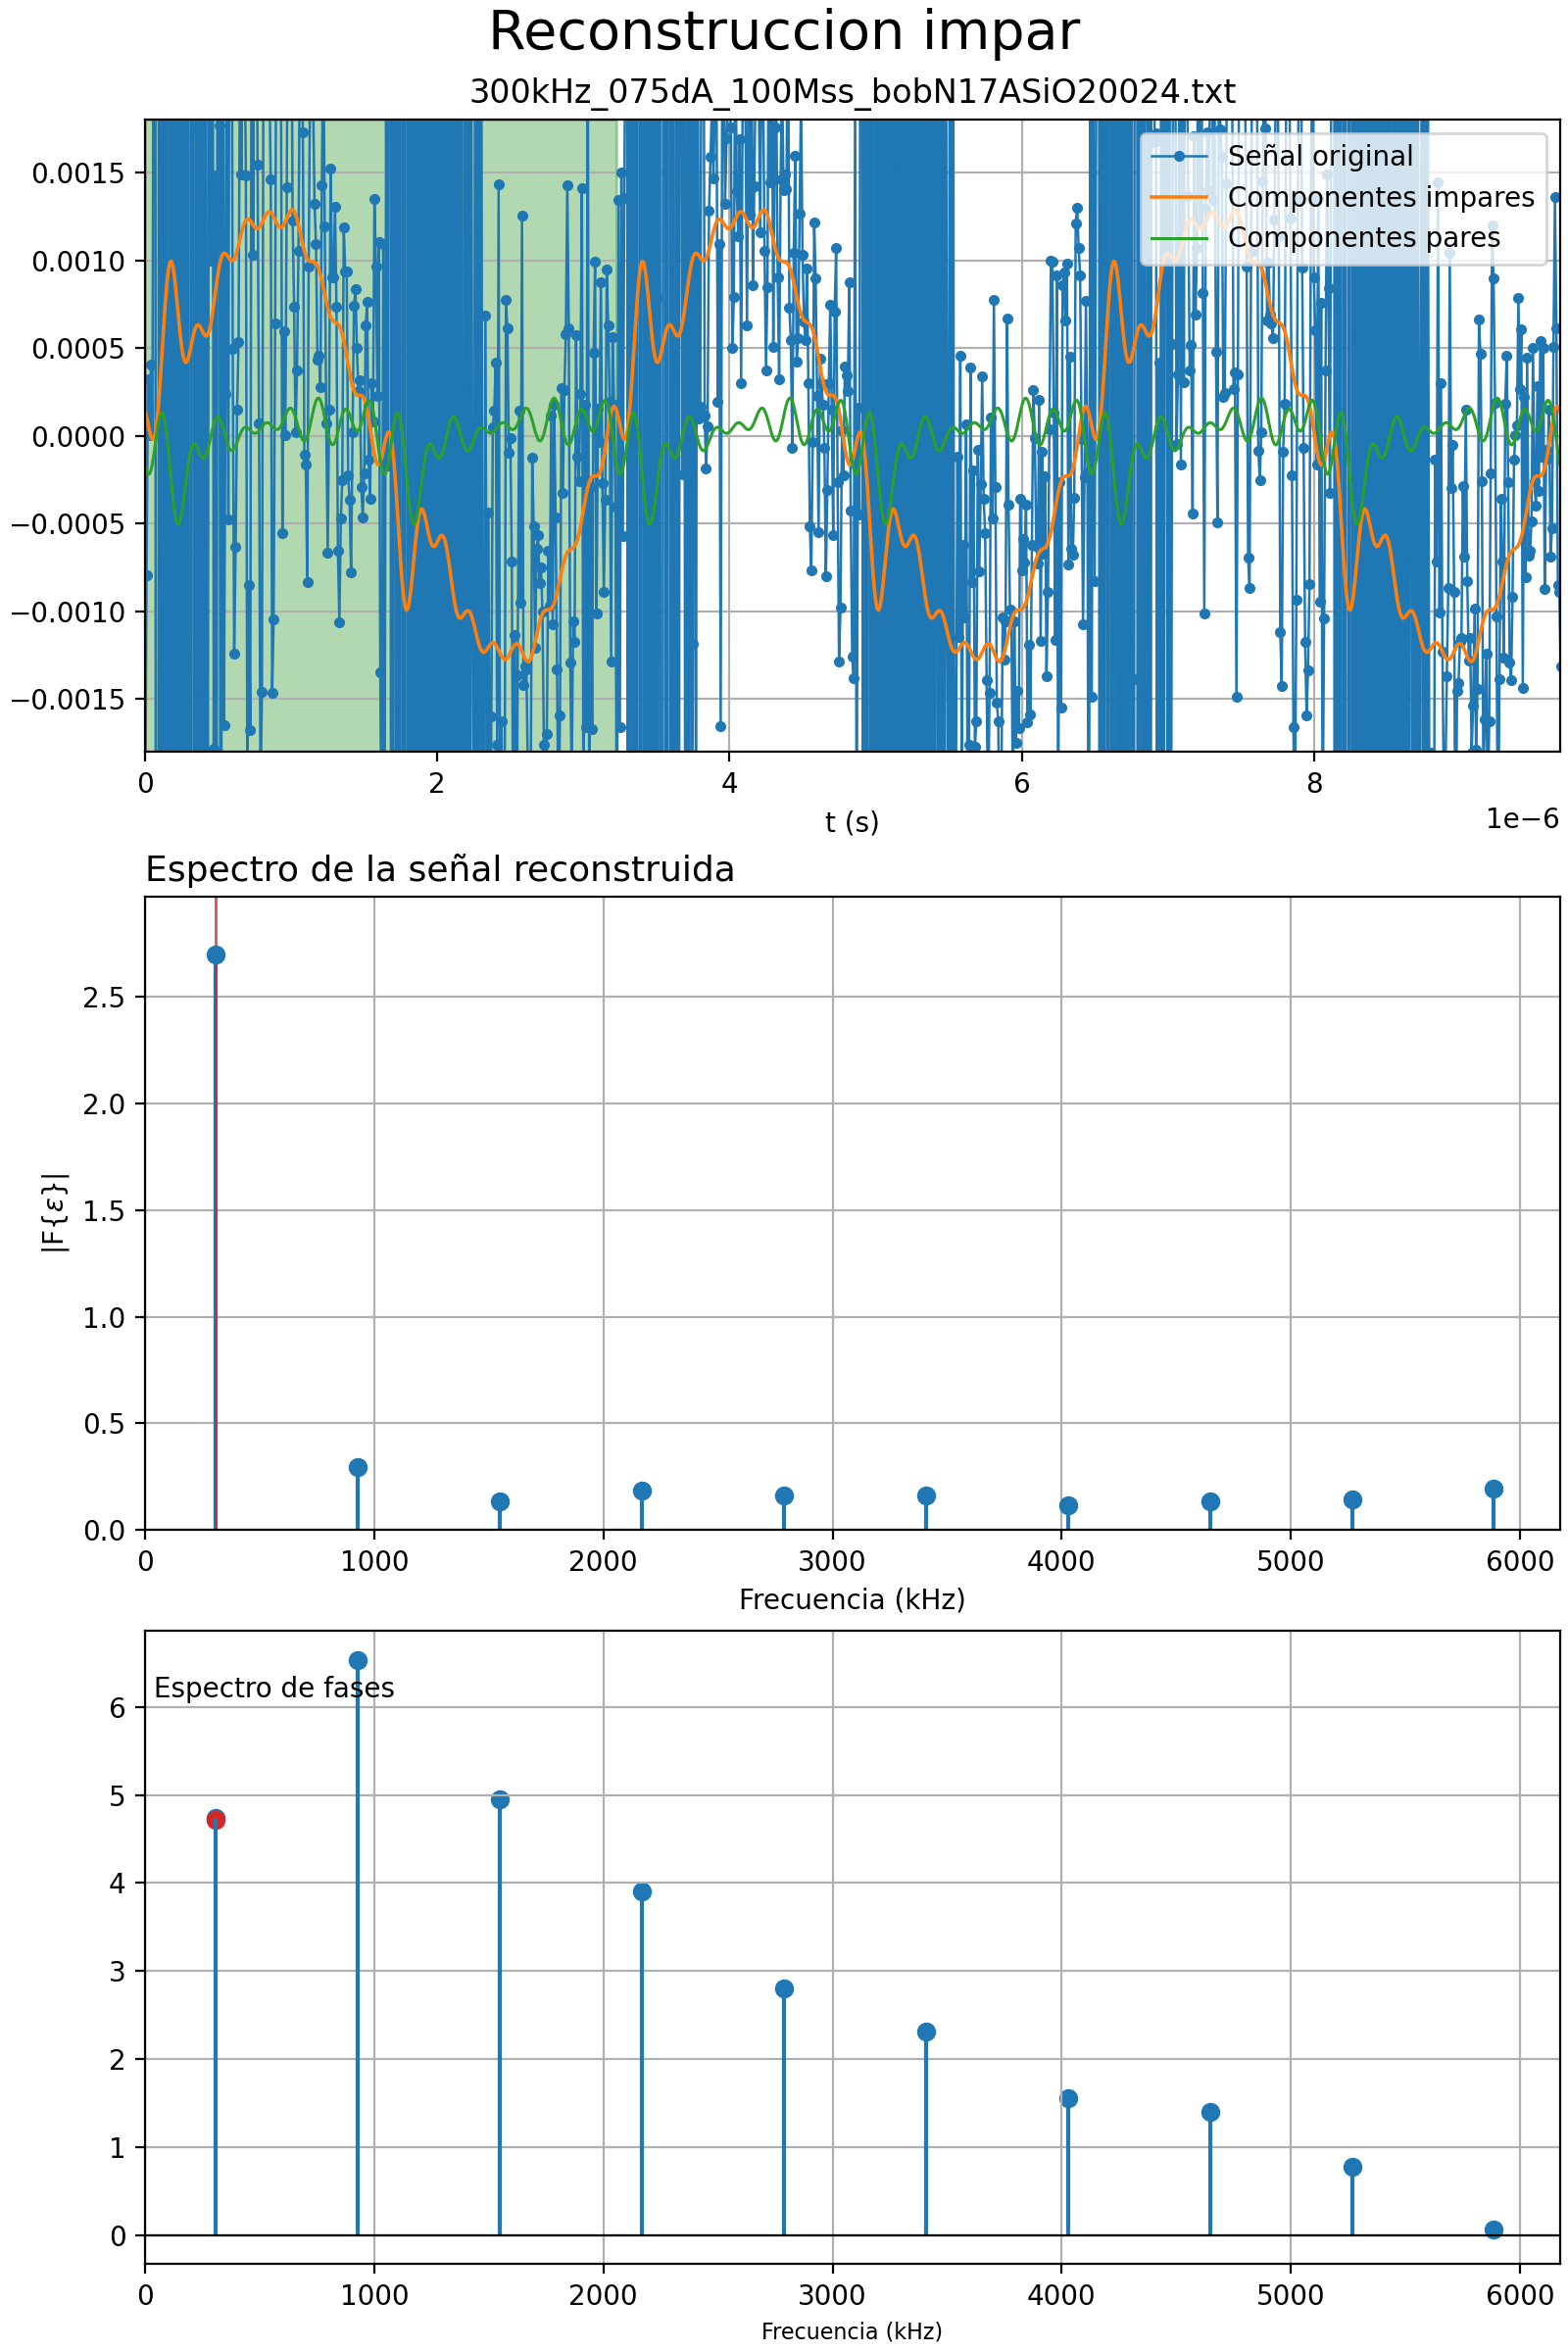 Reconstruccion impar
300kHz_075dA_100Mss_bobN17ASiO20024.txt
0.0015
0.0010
0.0005
0.0000
−0.0005
−0.0010
−0.0015
Señal original
Componentes impares
Componentes pares
0 2 4 6 8
1e−6
t (s)
Espectro de la señal reconstruida
2.5
2.0
1.5
1.0
0.5
0.0
|F{ε}|
0 1000 2000 3000 4000 5000 6000
Frecuencia (kHz)
Espectro de fases
6
5
4
3
2
1
0
0 1000 2000 3000 4000 5000 6000
Frecuencia (kHz)